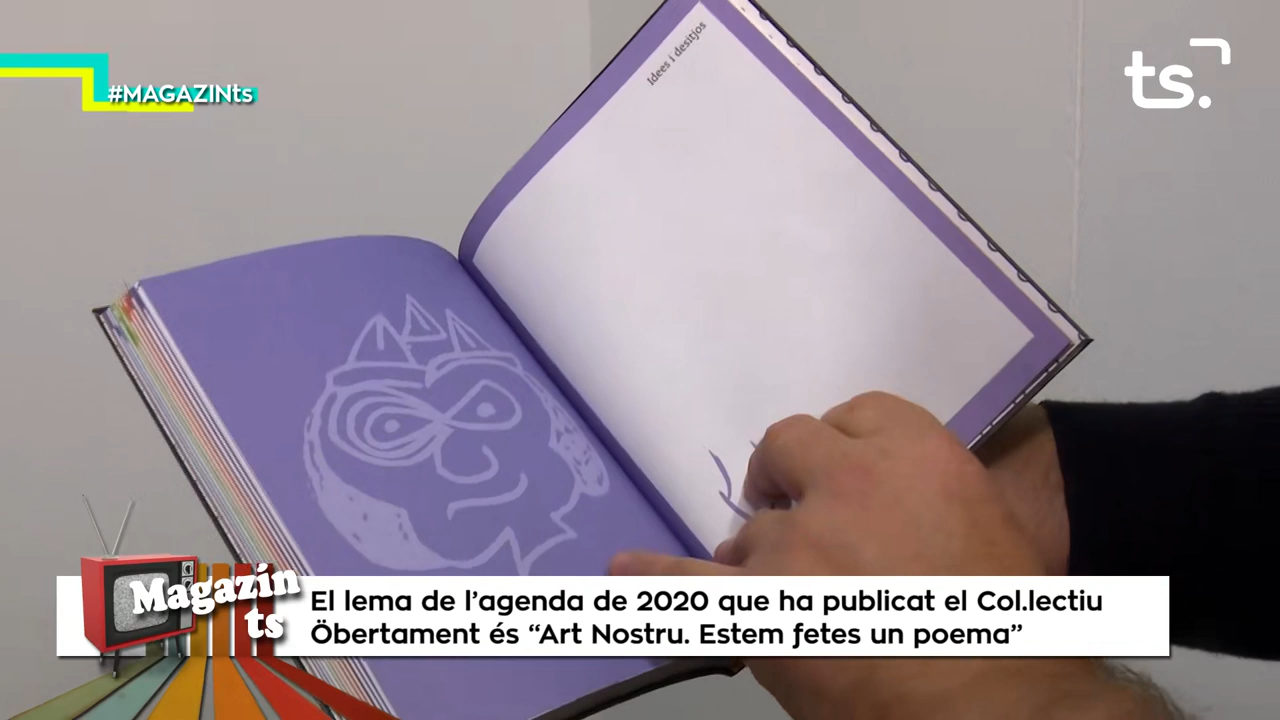 #MAGAZINts
ts.
Idees i desitjos
Magazin
ts
El lema de l’agenda de 2020 que ha publicat el Col.lectiu
Öbertament és “Art Nostru. Estem fetes un poema”